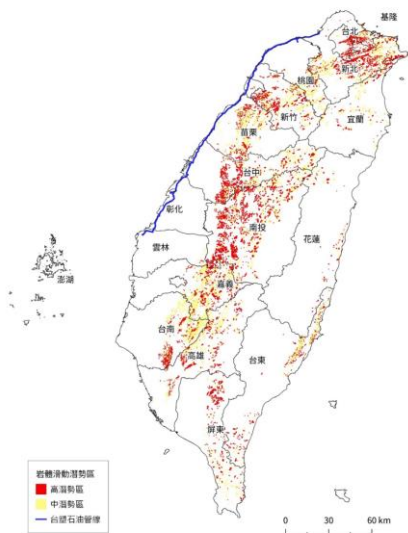 基隆
台北
新北
桃園
新竹
宜蘭
苗栗
台中
彰化
南投
花蓮
雲林
澎湖
嘉義
台南
高雄
台東
屏東
岩體滑動潛勢區
高潛勢區
中潛勢區
台塑石油管線
0 30 60 km